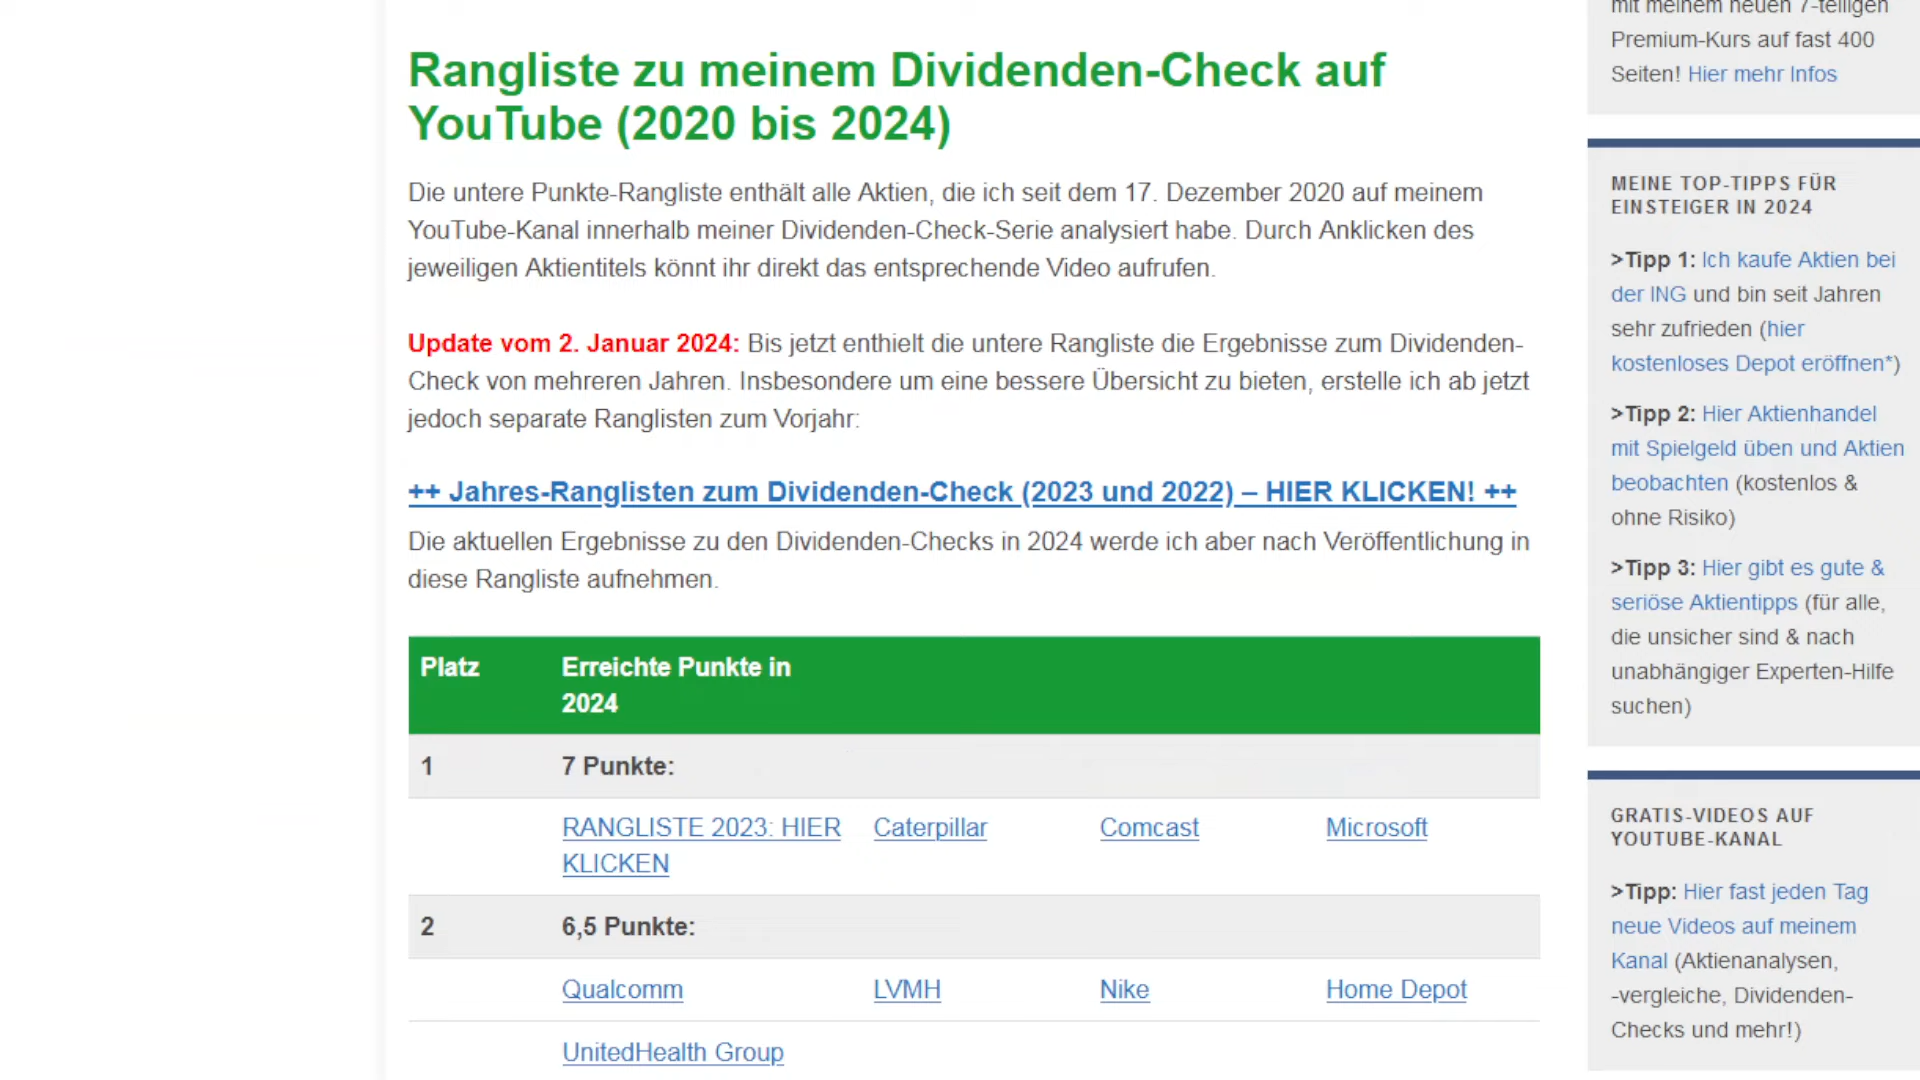 Rangliste zu meinem Dividenden-Check auf
YouTube (2020 bis 2024)
Die untere Punkte-Rangliste enthält alle Aktien, die ich seit dem 17. Dezember 2020 auf meinem
YouTube-Kanal innerhalb meiner Dividenden-Check-Serie analysiert habe. Durch Anklicken des
jeweiligen Aktientitels könnt ihr direkt das entsprechende Video aufrufen.
Update vom 2. Januar 2024: Bis jetzt enthielt die untere Rangliste die Ergebnisse zum Dividenden-
Check von mehreren Jahren. Insbesondere um eine bessere Übersicht zu bieten, erstelle ich ab jetzt
jedoch separate Ranglisten zum Vorjahr:
++ Jahres-Ranglisten zum Dividenden-Check (2023 und 2022) – HIER KLICKEN! ++
Die aktuellen Ergebnisse zu den Dividenden-Checks in 2024 werde ich aber nach Veröffentlichung in
diese Rangliste aufnehmen.
Platz Erreichte Punkte in
2024
1 7 Punkte:
RANGLISTE 2023: HIER Caterpillar Comcast Microsoft
KLICKEN
2 6,5 Punkte:
Qualcomm LVMH Nike Home Depot
UnitedHealth Group
mit meinem neuen 7-teiligen
Premium-Kurs auf fast 400
Seiten! Hier mehr Infos
MEINE TOP-TIPPS FÜR
EINSTEIGER IN 2024
>Tipp 1: Ich kaufe Aktien bei
der ING und bin seit Jahren
sehr zufrieden (hier
kostenloses Depot eröffnen*)
>Tipp 2: Hier Aktienhandel
mit Spielgeld üben und Aktien
beobachten (kostenlos &
ohne Risiko)
>Tipp 3: Hier gibt es gute &
seriöse Aktientipps (für alle,
die unsicher sind & nach
unabhängiger Experten-Hilfe
suchen)
GRATIS-VIDEOS AUF
YOUTUBE-KANAL
>Tipp: Hier fast jeden Tag
neue Videos auf meinem
Kanal (Aktienanalysen,
-vergleiche, Dividenden-
Checks und mehr!)